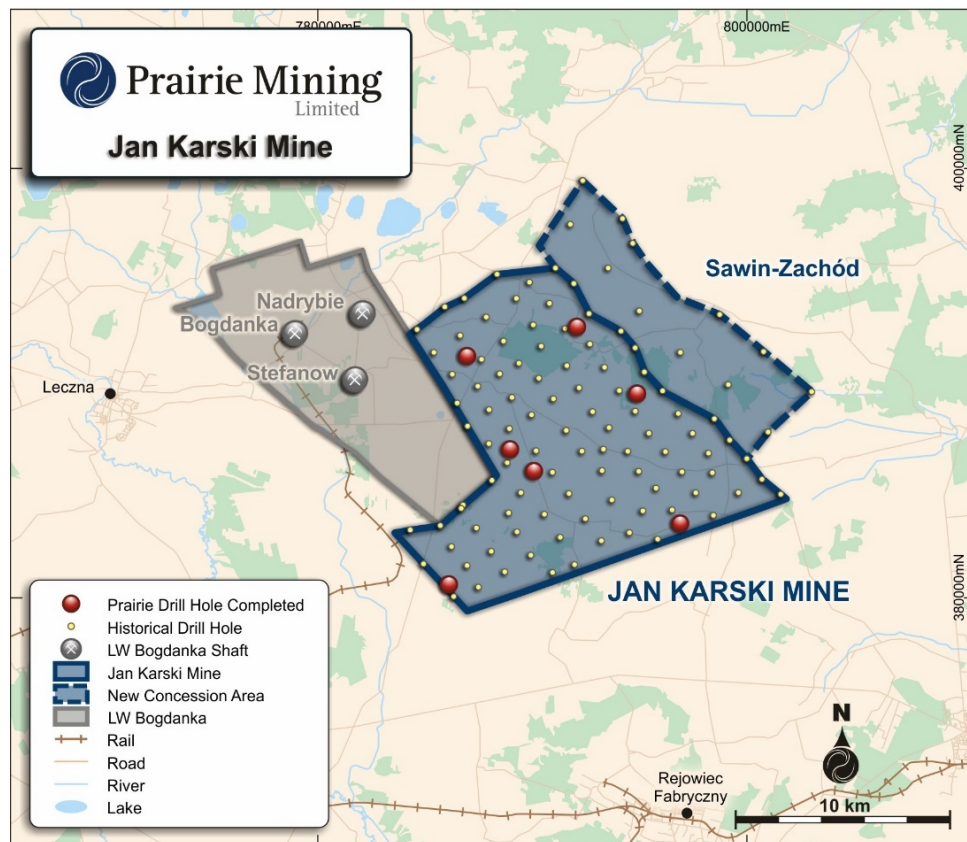 780000mE
800000mE
Prairie Mining
Limited
Jan Karski Mine
400000mN
Sawin-Zachód
Nadrybie
Bogdanka
Stefanow
Leczna
JAN KARSKI MINE
380000mN
Prairie Drill Hole Completed
Historical Drill Hole
LW Bogdanka Shaft
Jan Karski Mine
New Concession Area
LW Bogdanka
Rail
Road
River
Lake
N
Rejowiec
Fabryczny
10 km